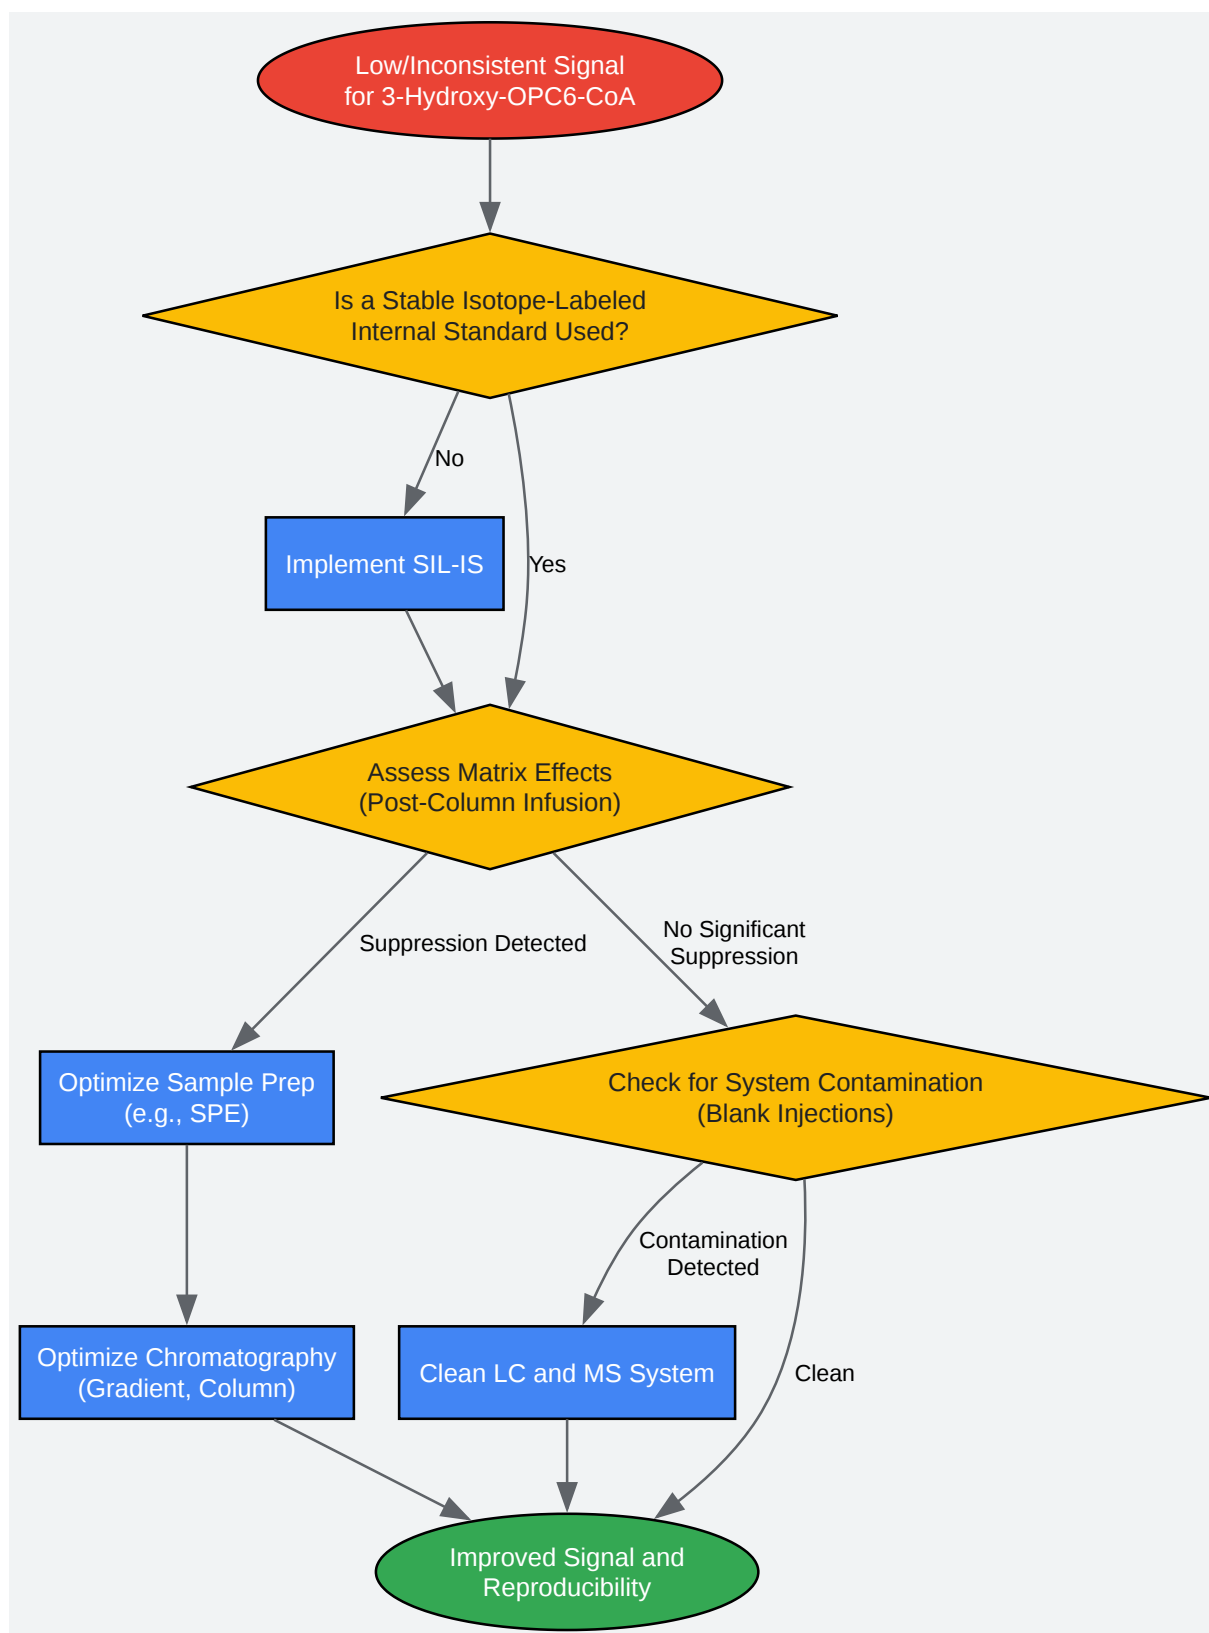 Low/Inconsistent Signal
for 3-Hydroxy-OPC6-CoA
Is a Stable Isotope-Labeled
Internal Standard Used?
No
Implement SIL-IS
Yes
Assess Matrix Effects
(Post-Column Infusion)
Suppression Detected
No Significant
Suppression
Optimize Sample Prep
(e.g., SPE)
Check for System Contamination
(Blank Injections)
Contamination
Detected
Optimize Chromatography
(Gradient, Column)
Clean LC and MS System
Clean
Improved Signal and
Reproducibility